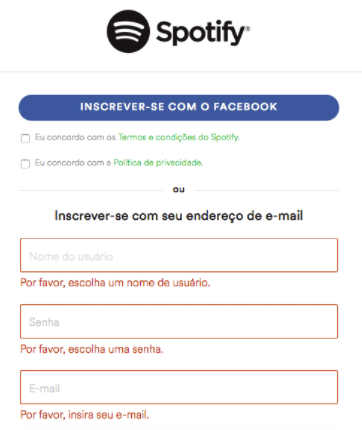 Spotify®
INSCREVER-SE COM O FACEBOOK
Eu concordo com os Termos e condições do Spotify.
Eu concordo com a Política de privacidade.
ou
Inscrever-se com seu endereço de e-mail
Nome do usuário
Por favor, escolha um nome de usuário.
Senha
Por favor, escolha uma senha.
E-mail
Por favor, insira seu e-mail.